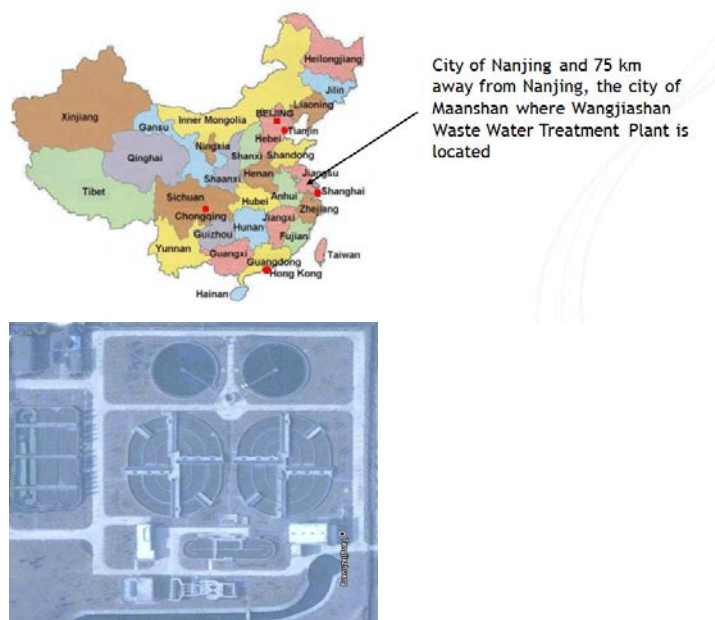 Heilongjiang
Jilin
Liaoning
Inner Mongolia
BEIJING
Tianjin
Hebei
Xinjiang
Gansu
Ningxia
Shanxi
Shandong
Qinghai
Shaanxi
Henan
Jiangsu
Tibet
Sichuan
Hubei
Anhui
Shanghai
Chongqing
Zhejiang
Hunan
Jiangxi
Guizhou
Fujian
Yunnan
Guangxi
Guangdong
Taiwan
Hong Kong
Hainan
City of Nanjing and 75 km
away from Nanjing, the city of
Maanshan where Wangjiashan
Waste Water Treatment Plant is
located